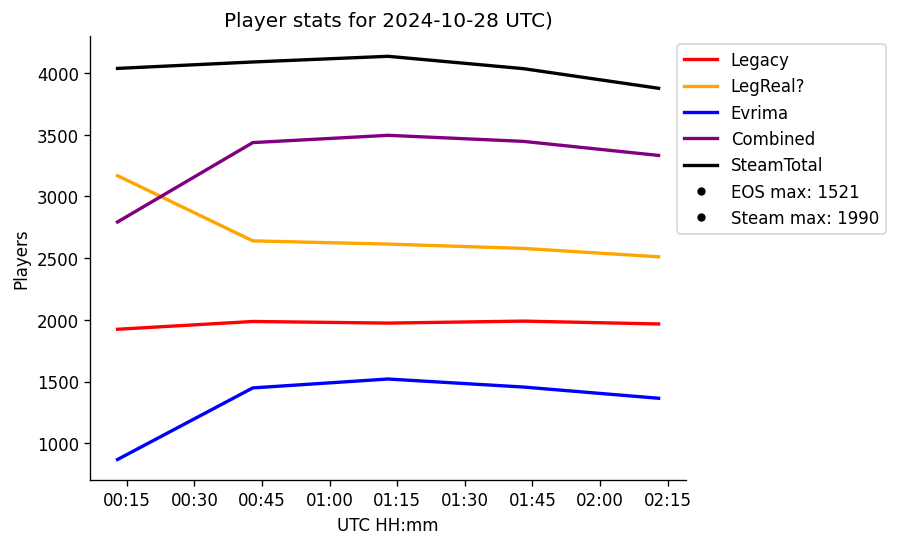 Player stats for 2024-10-28 UTC)
Players
4000
3500
3000
2500
2000
1500
1000
00:15 00:30 00:45 01:00 01:15 01:30 01:45 02:00 02:15
UTC HH:mm
Legacy
LegReal?
Evrima
Combined
SteamTotal
EOS max: 1521
Steam max: 1990